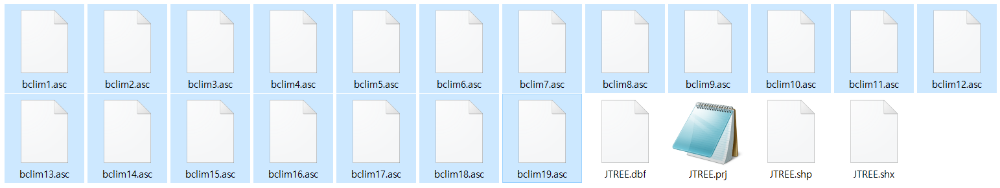 bclim1.asc bclim2.asc bclim3.asc bclim4.asc bclim5.asc bclim6.asc bclim7.asc bclim8.asc bclim9.asc bclim10.asc bclim11.asc bclim12.asc
bclim13.asc bclim14.asc bclim15.asc bclim16.asc bclim17.asc bclim18.asc bclim19.asc JTREE.dbf JTREE.prj JTREE.shp JTREE.shx